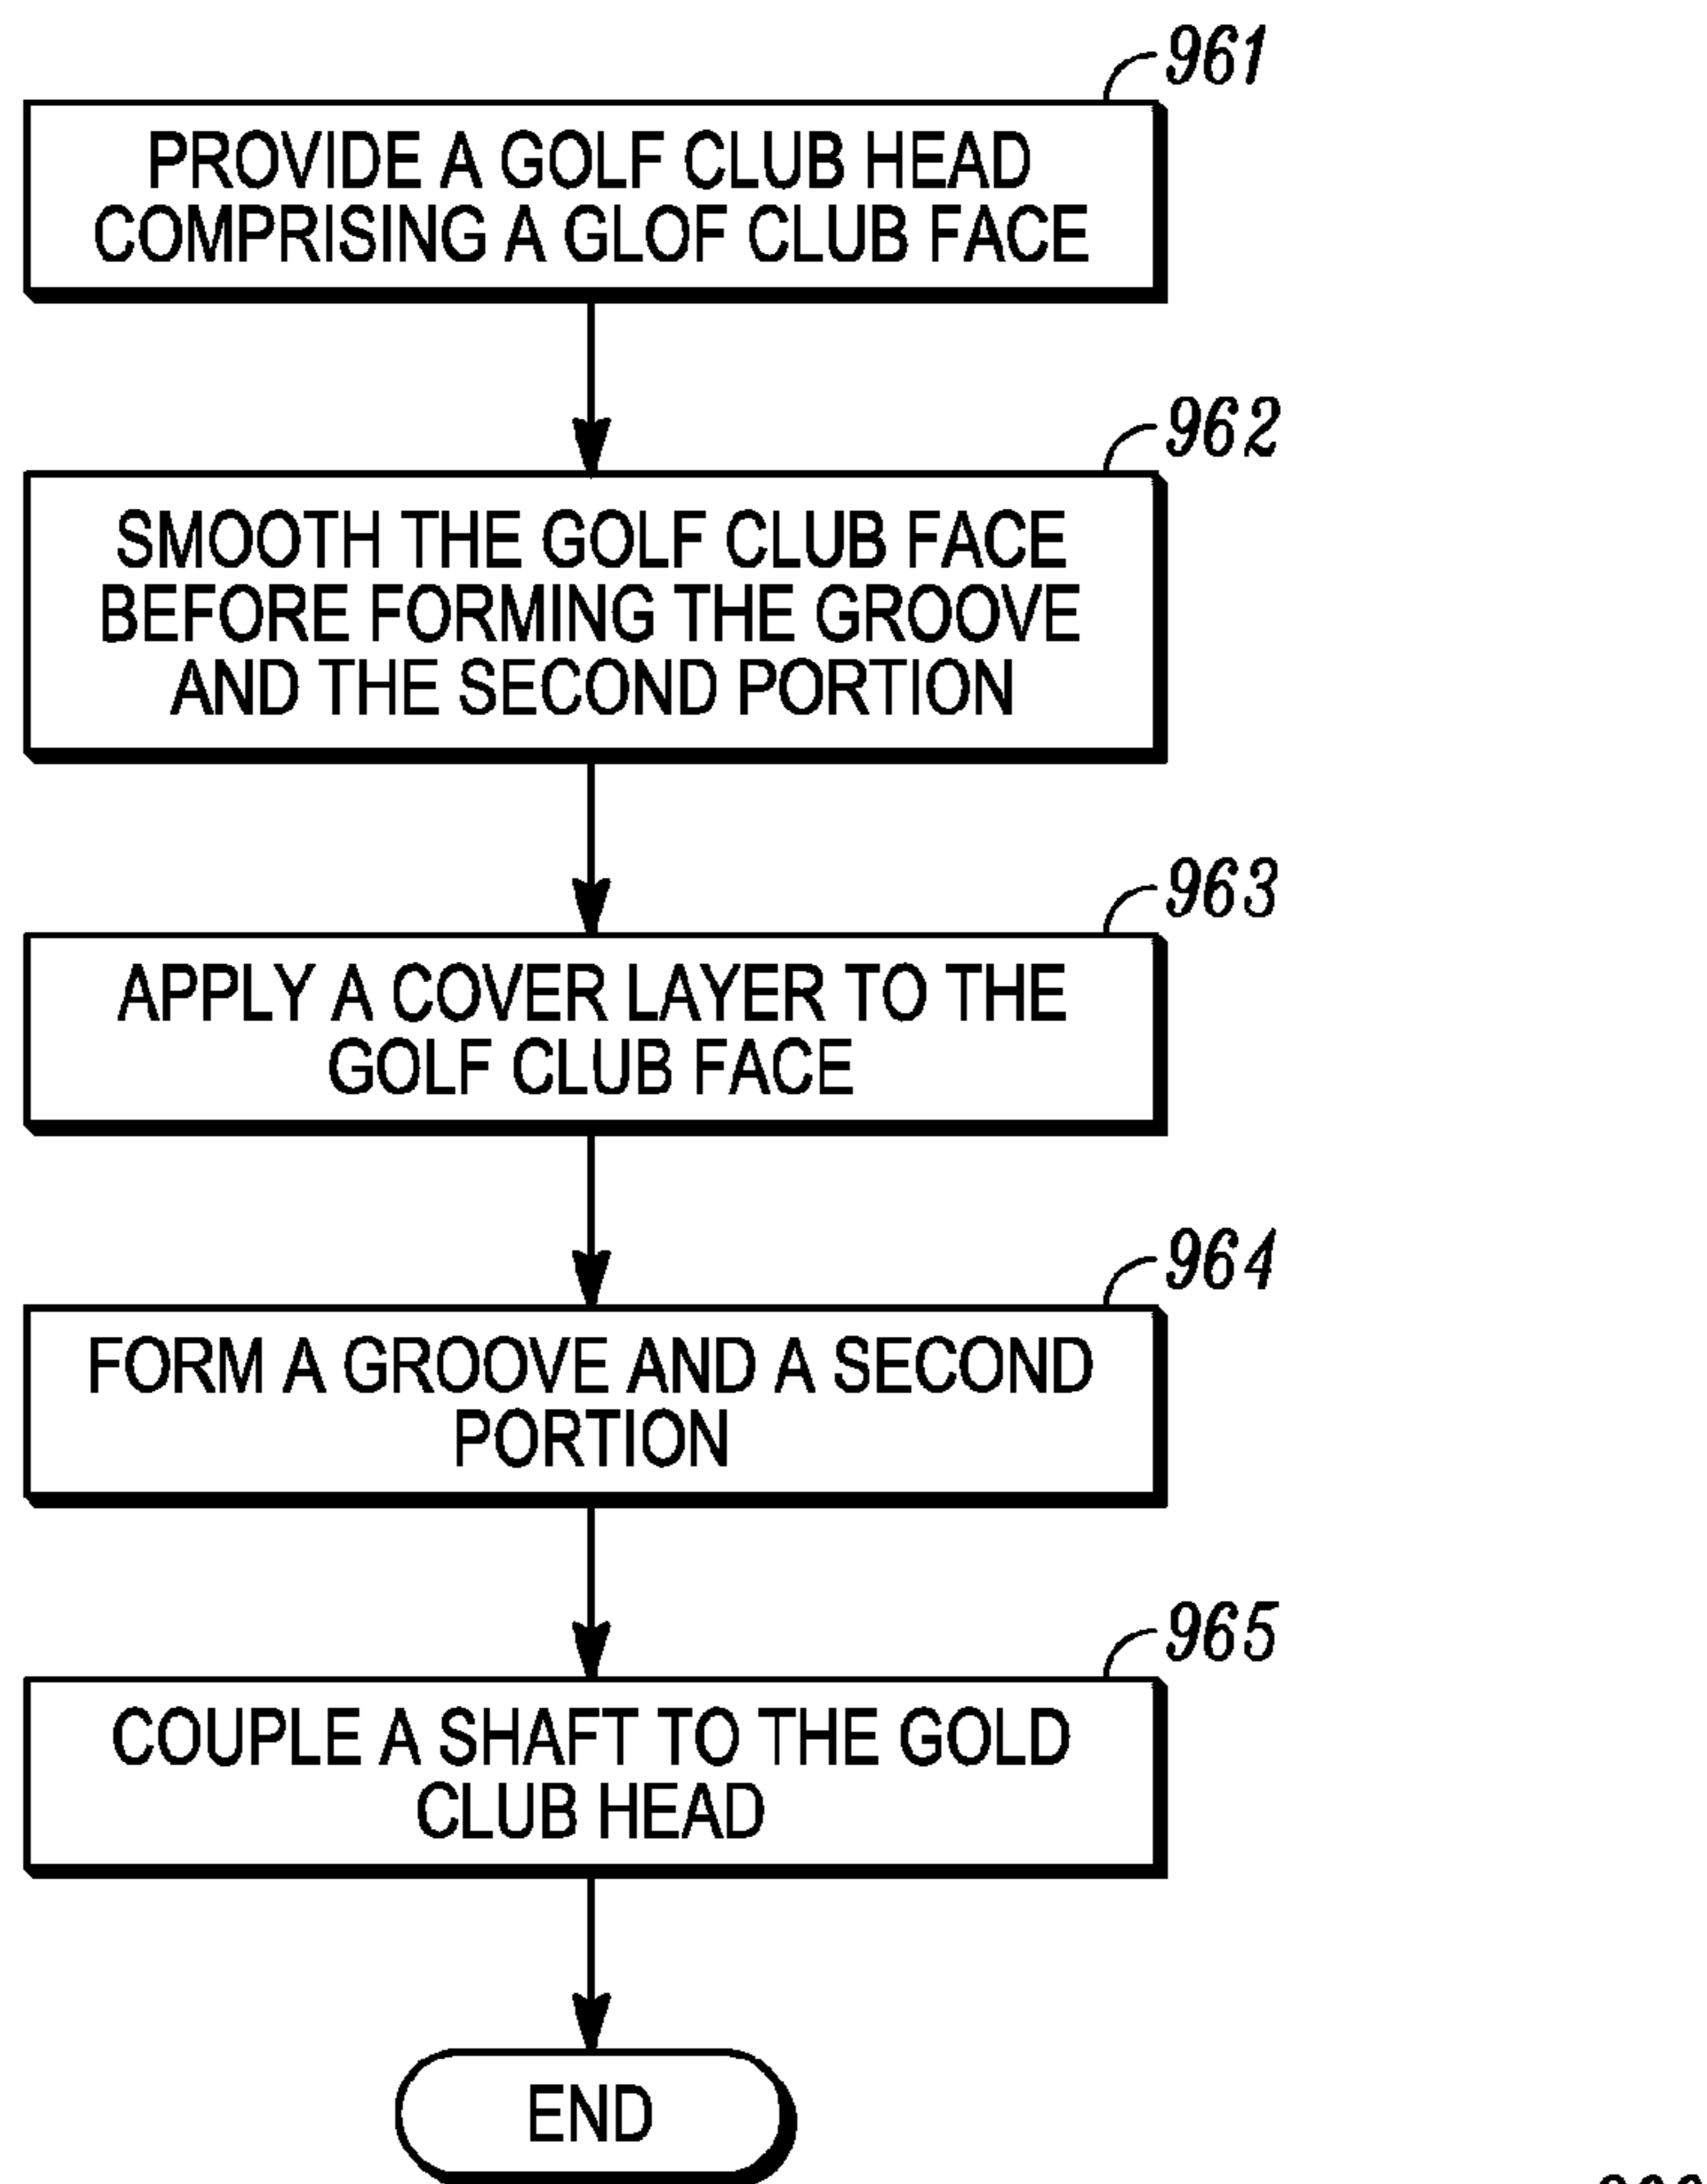 961
PROVIDE A GOLF CLUB HEAD
COMPRISING A GLOF CLUB FACE
962
SMOOTH THE GOLF CLUB FACE
BEFORE FORMING THE GROOVE
AND THE SECOND PORTION
963
APPLY A COVER LAYER TO THE
GOLF CLUB FACE
964
FORM A GROOVE AND A SECOND
PORTION
965
COUPLE A SHAFT TO THE GOLD
CLUB HEAD
END